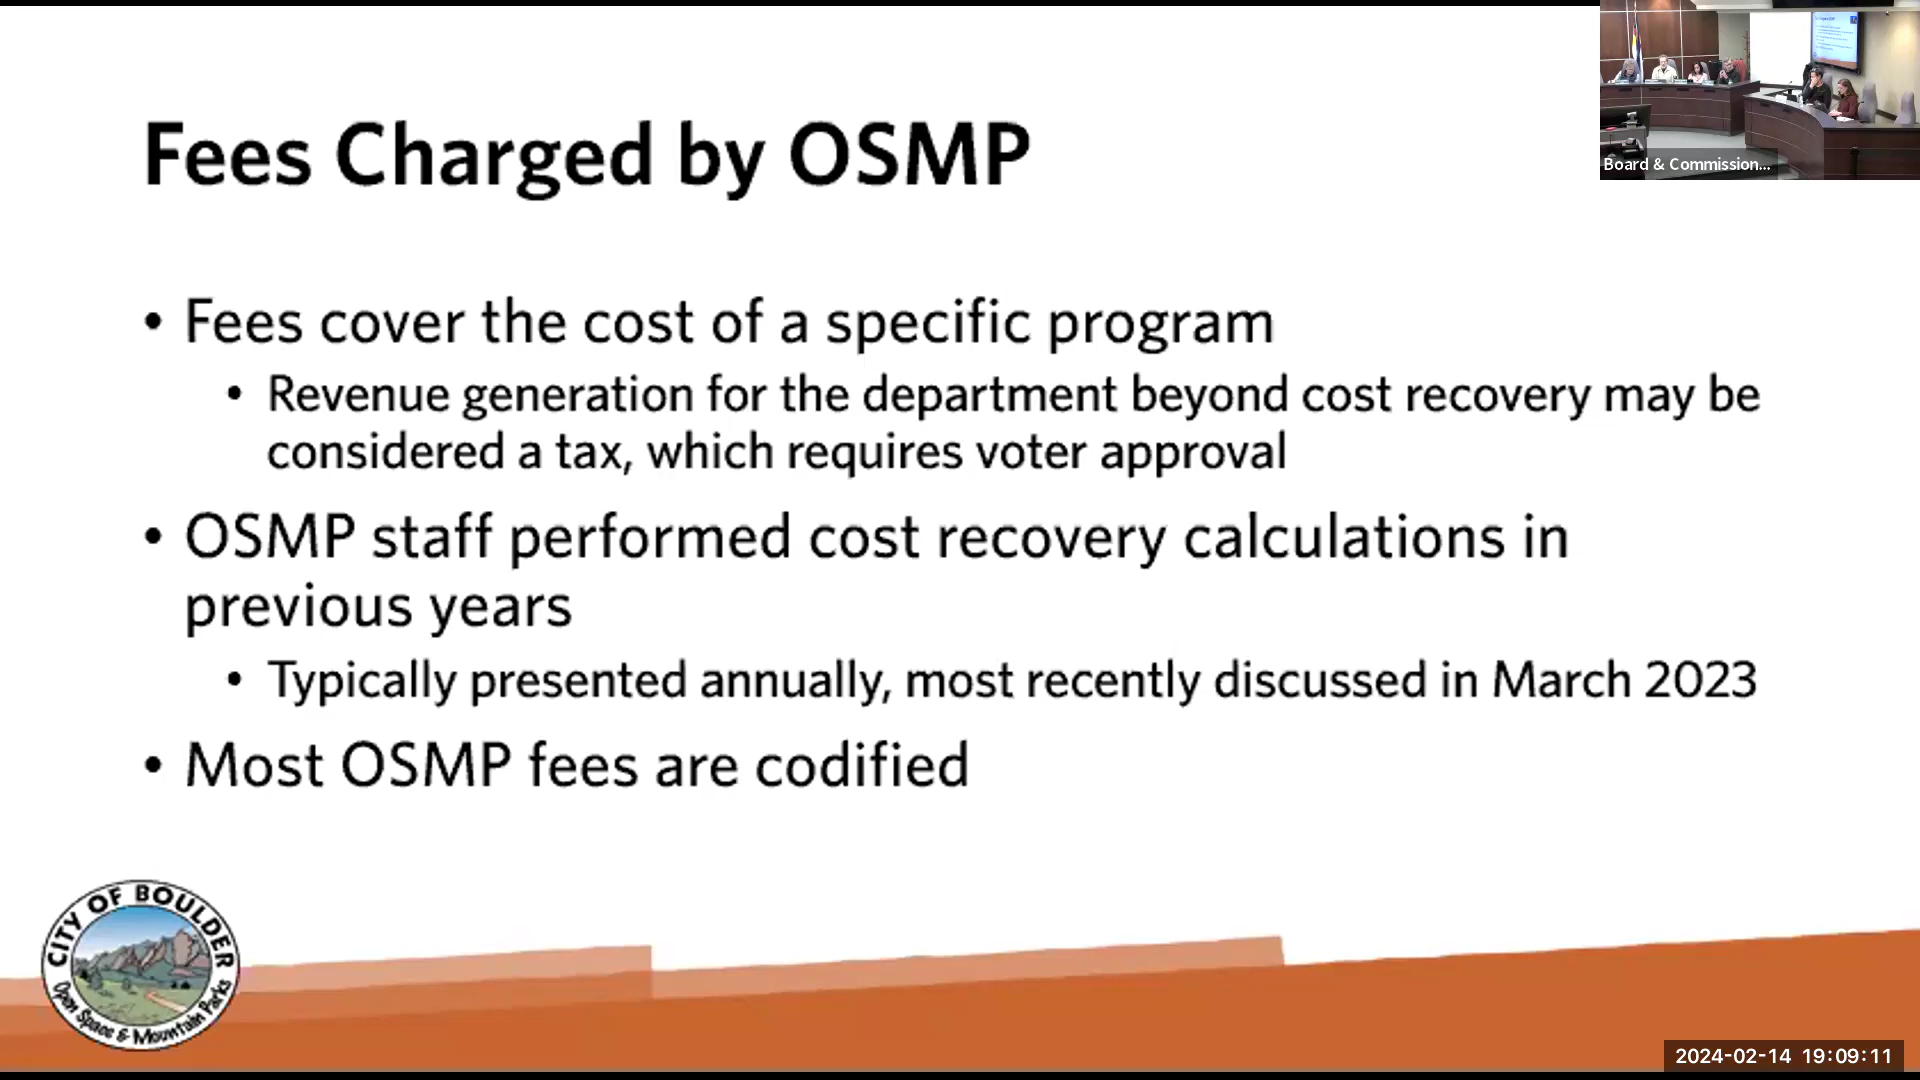 Fees Charged by OSMP
Board & Commission...
• Fees cover the cost of a specific program
• Revenue generation for the department beyond cost recovery may be
considered a tax, which requires voter approval
• OSMP staff performed cost recovery calculations in
previous years
• Typically presented annually, most recently discussed in March 2023
• Most OSMP fees are codified
CITY OF BOULDER
Open Space & Mountain Parks
2024-02-14 19:09:11